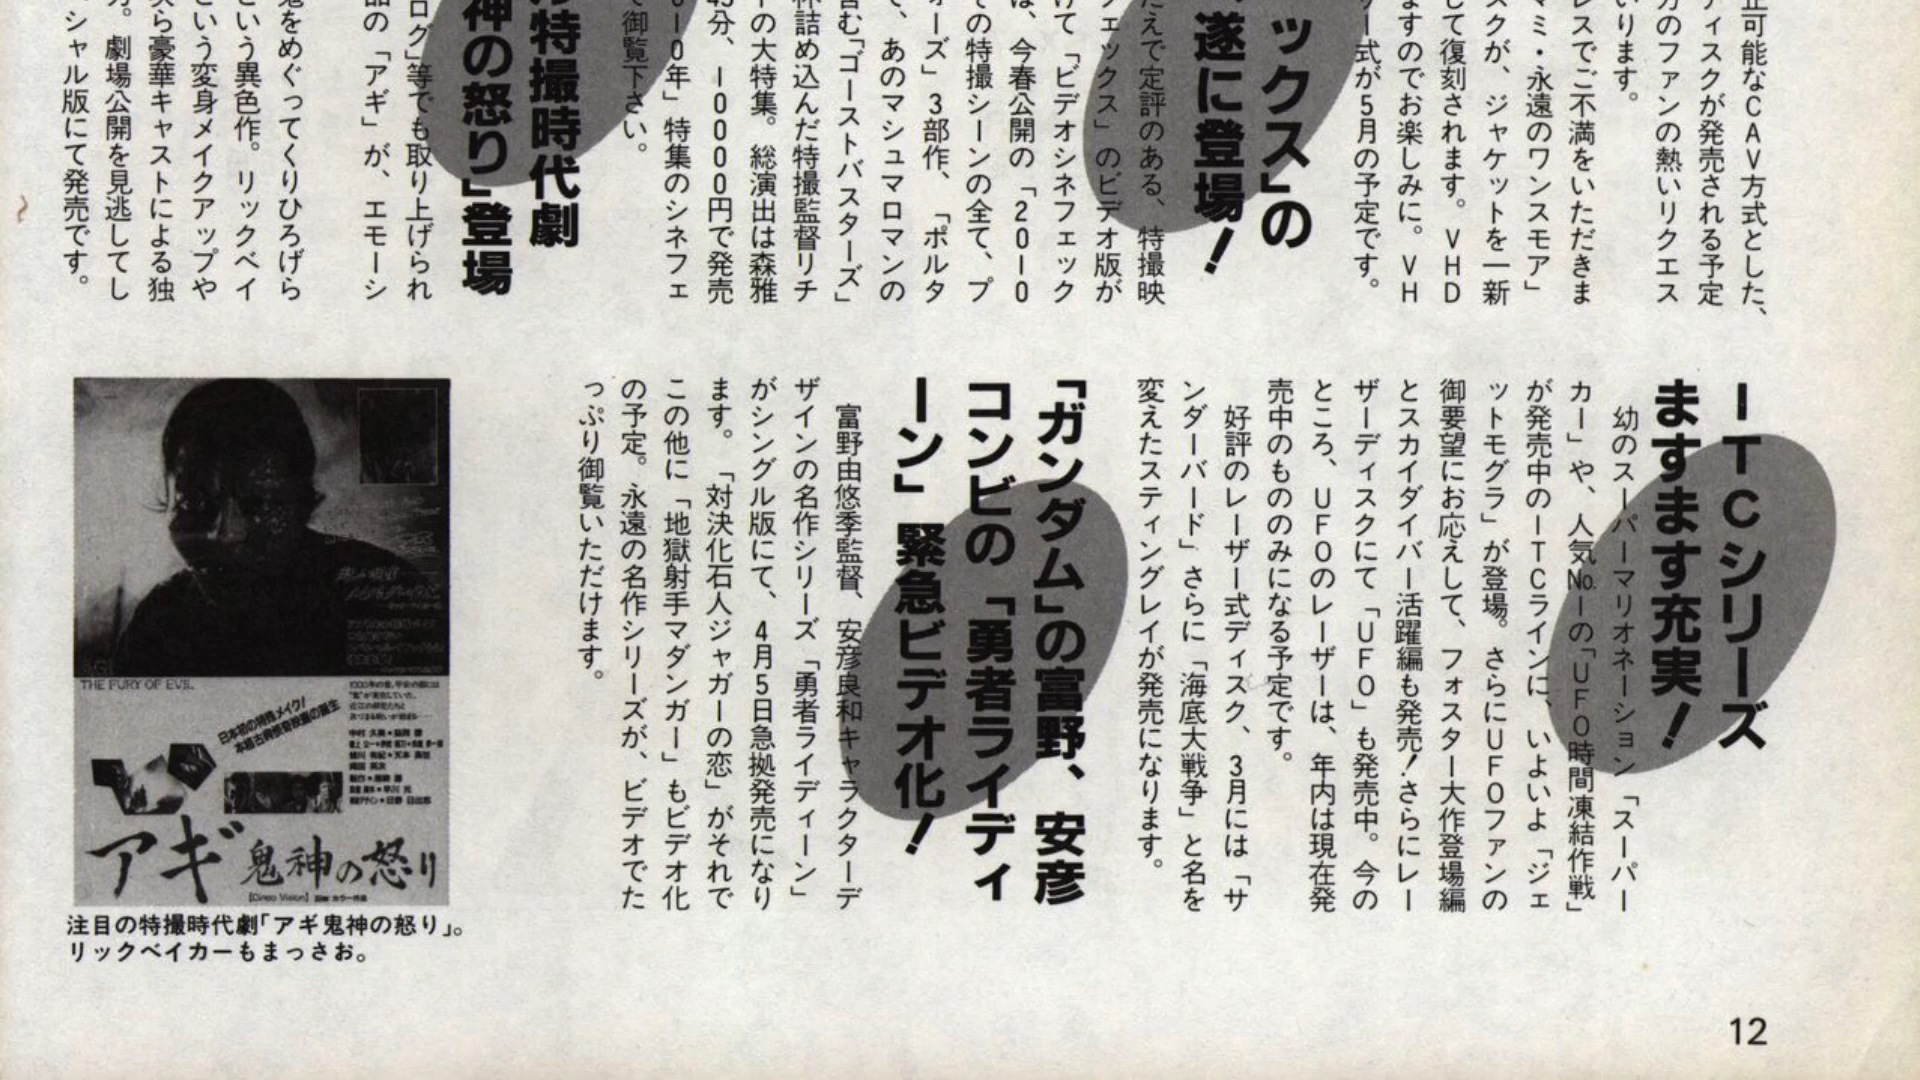 正可能なCAV方式とした、
ィスクが発売される予定
のファンの熱いリクエス
ります。
レスでご不満をいただきま
マミ・永遠のワンスモア」
スクが、ジャケットを一新
して復刻されます。VHD
ますのでお楽しみに。VH
ー式が5月の予定です。
ックス」の
遂に登場！
たえで定評のある、特撮映
フェックス」のビデオ版が
けて「ビデオシネフェック
は、今春公開の「2010
その特撮シーンの全て、プ
ォーズ」3部作、「ポルタ
で、あのマシュマロマンの
含む「ゴーストバスターズ」
詰め込んだ特撮監督リチ
の大特集。総演出は森雅
分、10000円で発売
10年」特集のシネフェ
で御覧下さい。
特撮時代劇
神の怒り」登場
ログ」等でも取り上げられ
の「アギ」が、エモーシ
鬼をめぐってくりひろげら
という異色作。リックベイ
という変身メイクアップや
ら豪華キャストによる独
。劇場公開を見逃してし
シャル版にて発売です。
ITCシリーズ
ますます充実！
幼のスーパーマリオネーション「スーパー
カー」や、人気No.1の「UFO時間凍結作戦」
が発売中のITCラインに、いよいよ「ジェ
ットモグラ」が登場。さらにUFOファンの
御要望にお応えして、フォスター大作登場編
とスカイダイバー活躍編も発売！さらにレー
ザーディスクにて「UFO」も発売中。今の
ところ、UFOのレーザーは、年内は現在発
売中のもののみになる予定です。
好評のレーザー式ディスク、3月には「サ
ンダーバード」さらに「海底大戦争」と名を
変えたスティングレイが発売になります。
「ガンダム」の富野、安彦
コンビの「勇者ライディ
ーン」緊急ビデオ化！
富野由悠季監督、安彦良和キャラクターデ
ザインの名作シリーズ「勇者ライディーン」
がシングル版にて、4月5日急拠発売になり
ます。「対決化石人ジャガーの恋」がそれで
この他に「地獄射手マダンガー」もビデオ化
の予定。永遠の名作シリーズが、ビデオでた
っぷり御覧いただけます。
THE FURY OF EVIL
日本初の特殊メイク！
本格古典怪奇映画の誕生
アギ 鬼神の怒り
注目の特撮時代劇「アギ鬼神の怒り」。
リックベイカーもまっさお。
12